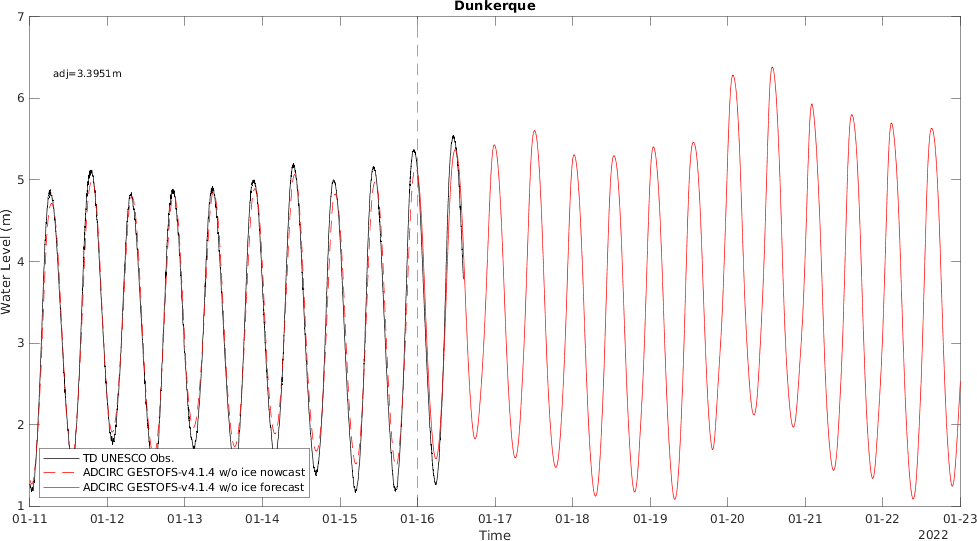 Dunkerque
7
6
5
4
3
2
1
Water Level (m)
adj=3.3951m
TD UNESCO Obs.
ADCIRC GESTOFS-v4.1.4 w/o ice nowcast
ADCIRC GESTOFS-v4.1.4 w/o ice forecast
01-11 01-12 01-13 01-14 01-15 01-16 01-17 01-18 01-19 01-20 01-21 01-22 01-23
Time
2022